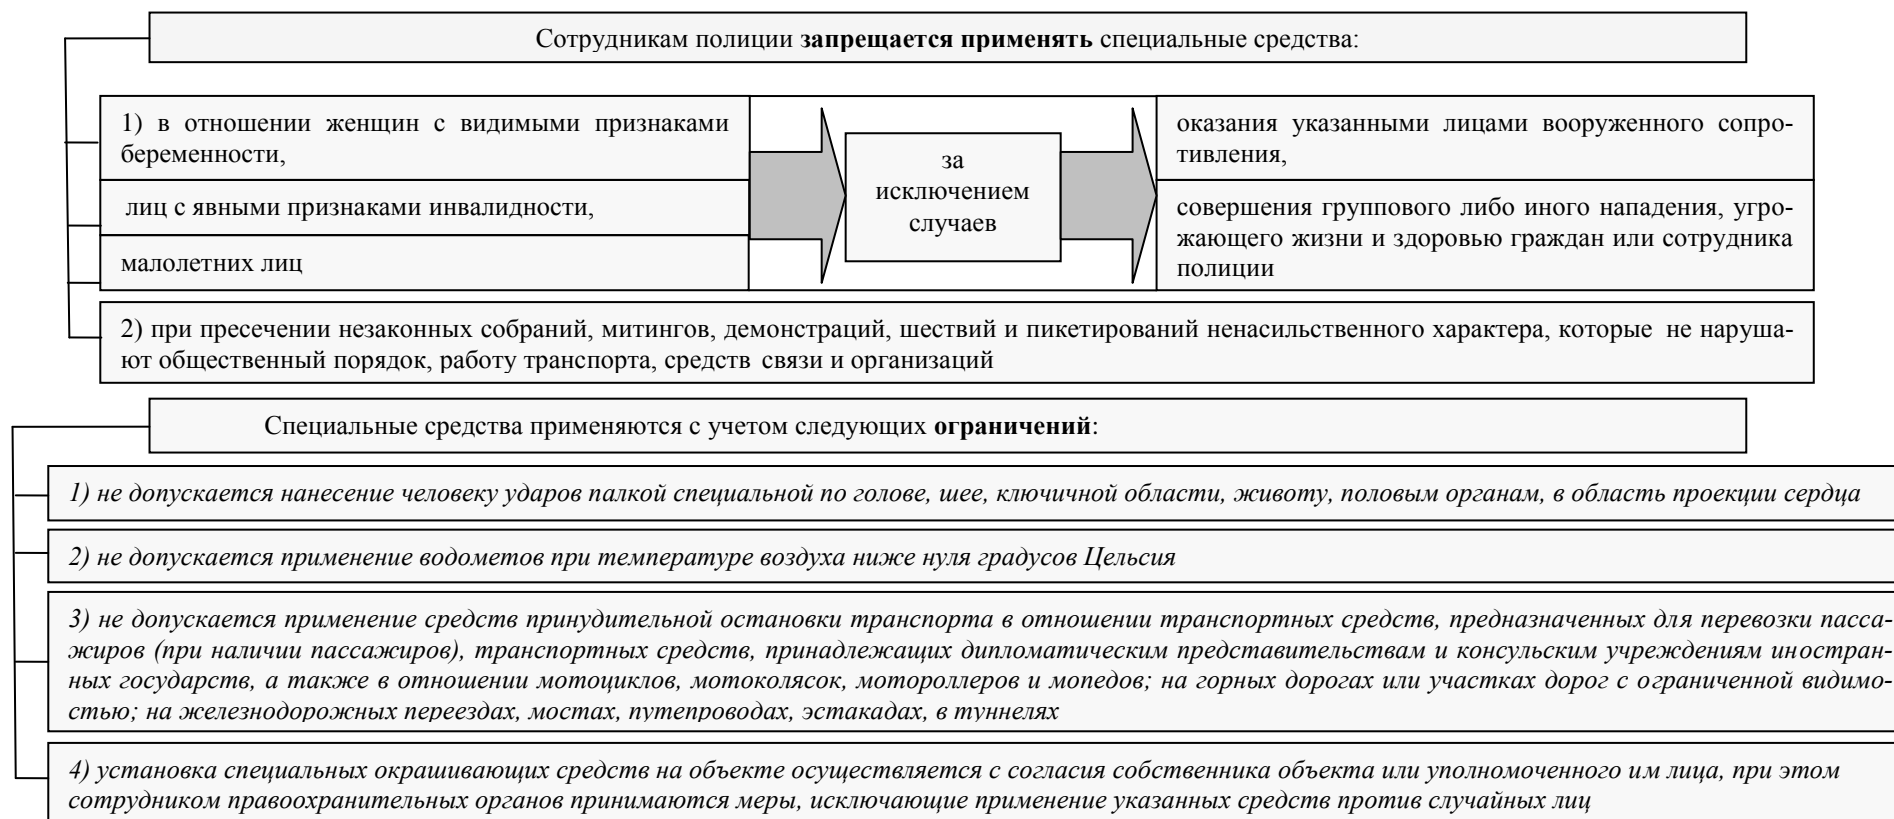 Сотрудникам полиции запрещается применять специальные средства:
1) в отношении женщин с видимыми признаками
беременности,
лиц с явными признаками инвалидности,
малолетних лиц
за
исключением
случаев
оказания указанными лицами вооруженного сопро-
тивления,
совершения группового либо иного нападения, угро-
жающего жизни и здоровью граждан или сотрудника
полиции
2) при пресечении незаконных собраний, митингов, демонстраций, шествий и пикетирований ненасильственного характера, которые не наруша-
ют общественный порядок, работу транспорта, средств связи и организаций
Специальные средства применяются с учетом следующих ограничений:
1) не допускается нанесение человеку ударов палкой специальной по голове, шее, ключичной области, животу, половым органам, в область проекции сердца
2) не допускается применение водометов при температуре воздуха ниже нуля градусов Цельсия
3) не допускается применение средств принудительной остановки транспорта в отношении транспортных средств, предназначенных для перевозки пасса-
жиров (при наличии пассажиров), транспортных средств, принадлежащих дипломатическим представительствам и консульским учреждениям иностран-
ных государств, а также в отношении мотоциклов, мотоколясок, мотороллеров и мопедов; на горных дорогах или участках дорог с ограниченной видимо-
стью; на железнодорожных переездах, мостах, путепроводах, эстакадах, в туннелях
4) установка специальных окрашивающих средств на объекте осуществляется с согласия собственника объекта или уполномоченного им лица, при этом
сотрудником правоохранительных органов принимаются меры, исключающие применение указанных средств против случайных лиц